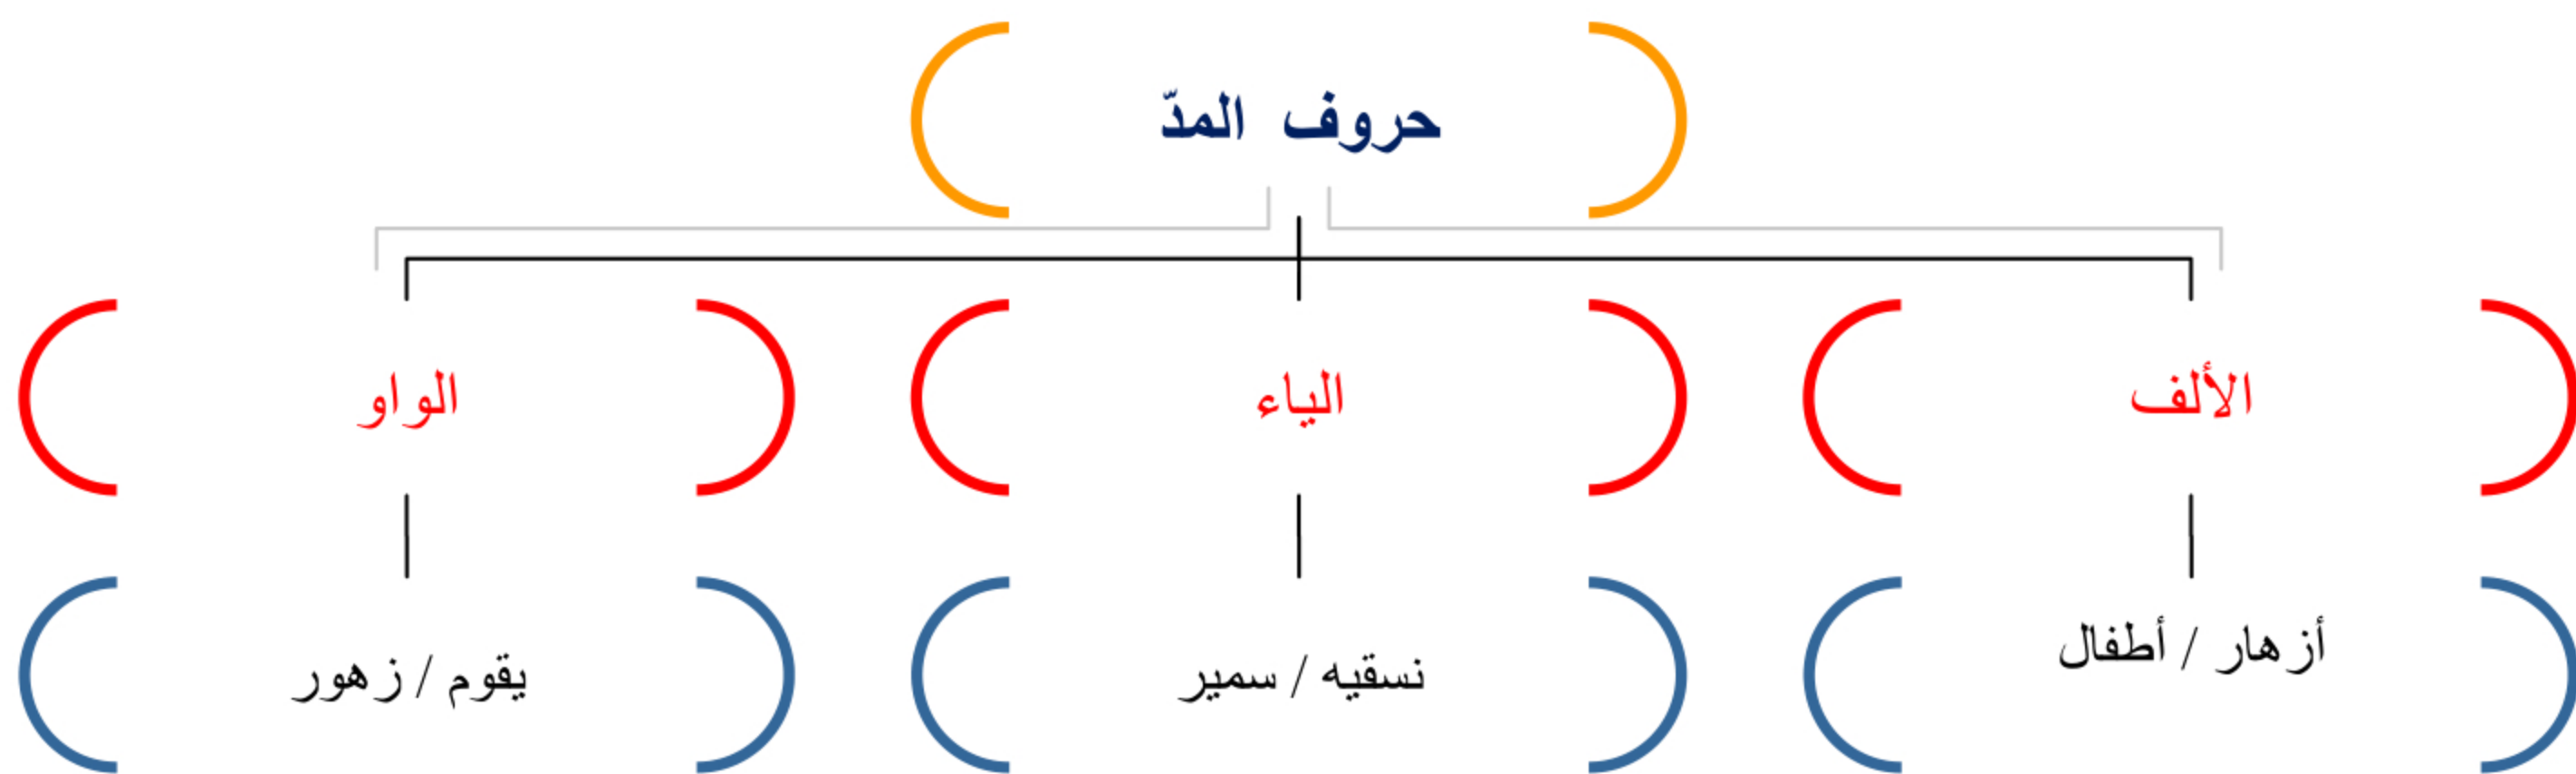 حروف المدّ
الألف
الياء
الواو
أزهار / أطفال
نسقيه / سمير
يقوم / زهور